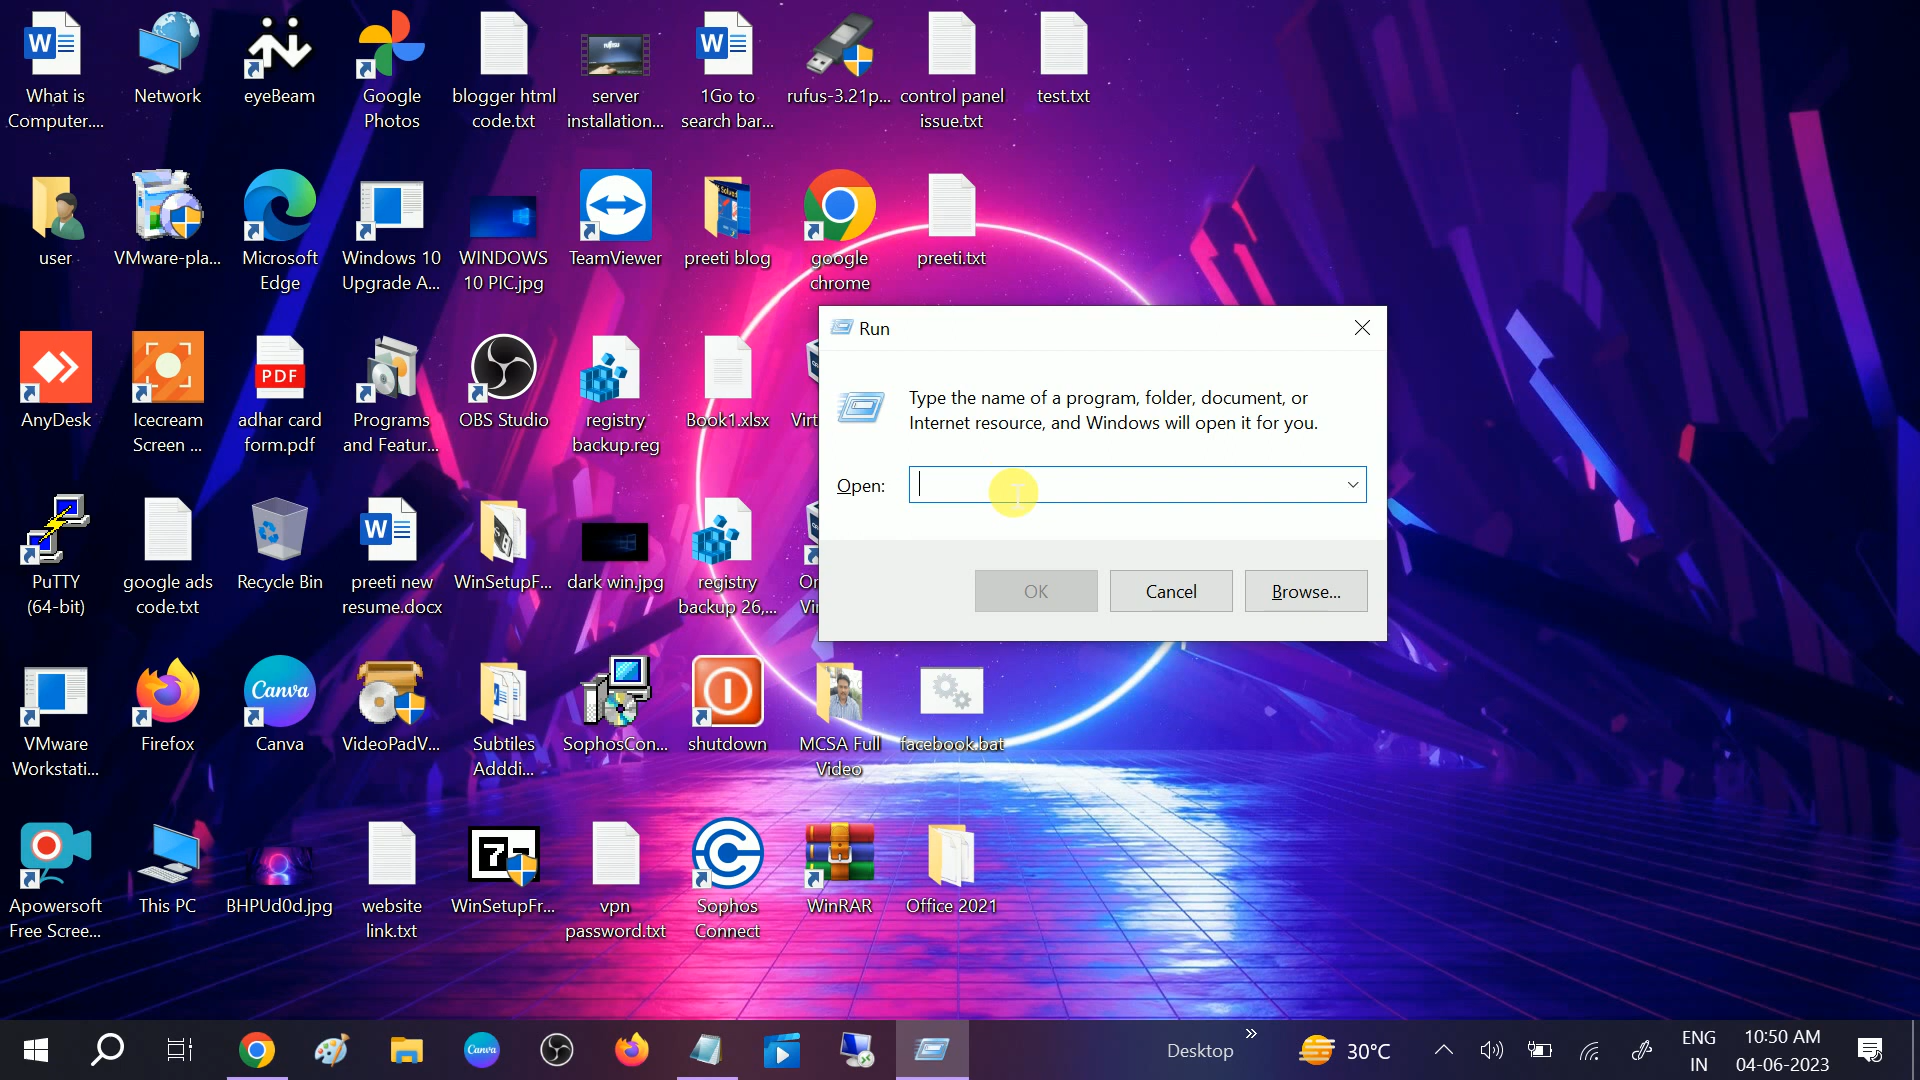 What is
Computer....
Network
eyeBeam
Google
Photos
blogger html
code.txt
server
installation...
1Go to
search bar...
rufus-3.21p...
control panel
issue.txt
test.txt
user
VMware-pla...
Microsoft
Edge
Windows 10
Upgrade A...
WINDOWS
10 PIC.jpg
TeamViewer
preeti blog
google
chrome
preeti.txt
AnyDesk
Icecream
Screen ...
PDF
adhar card
form.pdf
Programs
and Featur...
OBS Studio
registry
backup.reg
Book1.xlsx
Virt
PuTTY
(64-bit)
google ads
code.txt
Recycle Bin
preeti new
resume.docx
WinSetupF...
dark win.jpg
registry
backup 26,...
Or
Vi
Run
Type the name of a program, folder, document, or
Internet resource, and Windows will open it for you.
Open:
OK
Cancel
Browse...
VMware
Workstati...
Firefox
Canva
Canva
VideoPadV...
Subtiles
Adddi...
SophosCon...
shutdown
MCSA Full
Video
facebook.bat
Apowersoft
Free Scree...
This PC
BHPUd0d.jpg
website
link.txt
WinSetupFr...
vpn
password.txt
Sophos
Connect
WinRAR
Office 2021
Canva
Desktop
30°C
ENG
IN
10:50 AM
04-06-2023